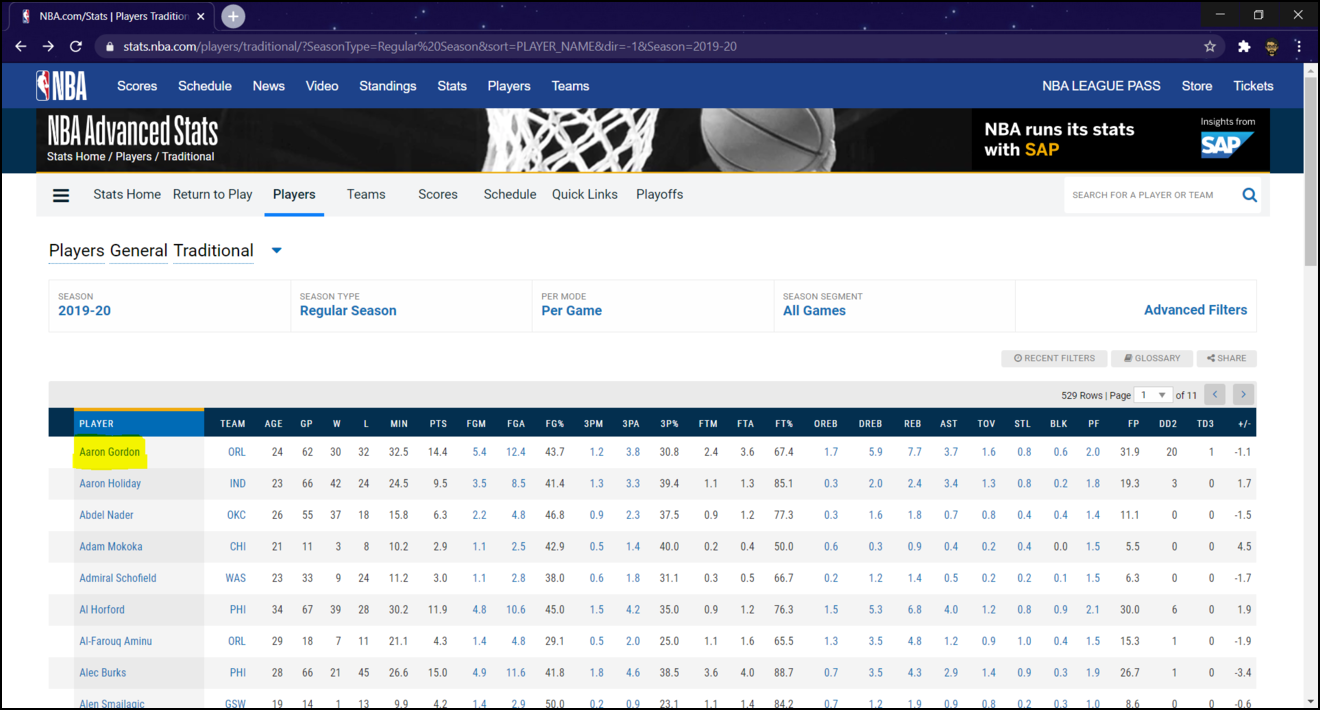 NBA.com/Stats | Players Tradition
stats.nba.com/players/traditional/?SeasonType=Regular%20Season&sort=PLAYER_NAME&dir=-1&Season=2019-20
NBA Scores Schedule News Video Standings Stats Players Teams NBA LEAGUE PASS Store Tickets
NBA Advanced Stats
Stats Home / Players / Traditional
NBA runs its stats
with SAP
Insights from
SAP
Stats Home Return to Play Players Teams Scores Schedule Quick Links Playoffs SEARCH FOR A PLAYER OR TEAM
Players General Traditional
SEASON SEASON TYPE PER MODE SEASON SEGMENT
2019-20 Regular Season Per Game All Games Advanced Filters
RECENT FILTERS GLOSSARY SHARE
529 Rows | Page 1 of 11
PLAYER TEAM AGE GP W L MIN PTS FGM FGA FG% 3PM 3PA 3P% FTM FTA FT% OREB DREB REB AST TOV STL BLK PF FP DD2 TD3 +/-
Aaron Gordon ORL 24 62 30 32 32.5 14.4 5.4 12.4 43.7 1.2 3.8 30.8 2.4 3.6 67.4 1.7 5.9 7.7 3.7 1.6 0.8 0.6 2.0 31.9 20 1 -1.1
Aaron Holiday IND 23 66 42 24 24.5 9.5 3.5 8.5 41.4 1.3 3.3 39.4 1.1 1.3 85.1 0.3 2.0 2.4 3.4 1.3 0.8 0.2 1.8 19.3 3 0 1.7
Abdel Nader OKC 26 55 37 18 15.8 6.3 2.2 4.8 46.8 0.9 2.3 37.5 0.9 1.2 77.3 0.3 1.6 1.8 0.7 0.8 0.4 0.4 1.4 11.1 0 0 -1.5
Adam Mokoka CHI 21 11 3 8 10.2 2.9 1.1 2.5 42.9 0.5 1.4 40.0 0.2 0.4 50.0 0.6 0.3 0.9 0.4 0.2 0.4 0.0 1.5 5.5 0 0 4.5
Admiral Schofield WAS 23 33 9 24 11.2 3.0 1.1 2.8 38.0 0.6 1.8 31.1 0.3 0.5 66.7 0.2 1.2 1.4 0.5 0.2 0.2 0.1 1.5 6.3 0 0 -1.7
Al Horford PHI 34 67 39 28 30.2 11.9 4.8 10.6 45.0 1.5 4.2 35.0 0.9 1.2 76.3 1.5 5.3 6.8 4.0 1.2 0.8 0.9 2.1 30.0 6 0 1.9
Al-Farouq Aminu ORL 29 18 7 11 21.1 4.3 1.4 4.8 29.1 0.5 2.0 25.0 1.1 1.6 65.5 1.3 3.5 4.8 1.2 0.9 1.0 0.4 1.5 15.3 1 0 -1.9
Alec Burks PHI 28 66 21 45 26.6 15.0 4.9 11.6 41.8 1.8 4.6 38.5 3.6 4.0 88.7 0.7 3.5 4.3 2.9 1.4 0.9 0.3 1.9 26.7 1 0 -3.4
Alen Smailagic GSW 19 14 1 13 9.9 4.2 1.4 2.9 50.0 0.2 0.9 23.1 1.1 1.4 84.2 0.7 1.2 1.9 0.9 0.8 0.2 0.3 1.0 8.6 0 0 -0.6